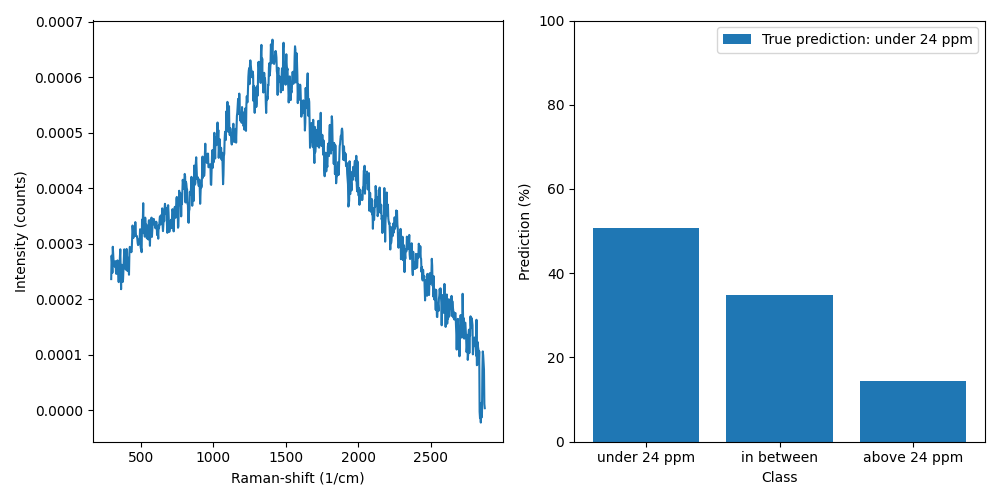 0.0007
0.0006
0.0005
0.0004
0.0003
0.0002
0.0001
0.0000
Intensity (counts)
500
1000
1500
2000
2500
Raman-shift (1/cm)
100
80
60
40
20
0
Prediction (%)
True prediction: under 24 ppm
under 24 ppm
in between
above 24 ppm
Class